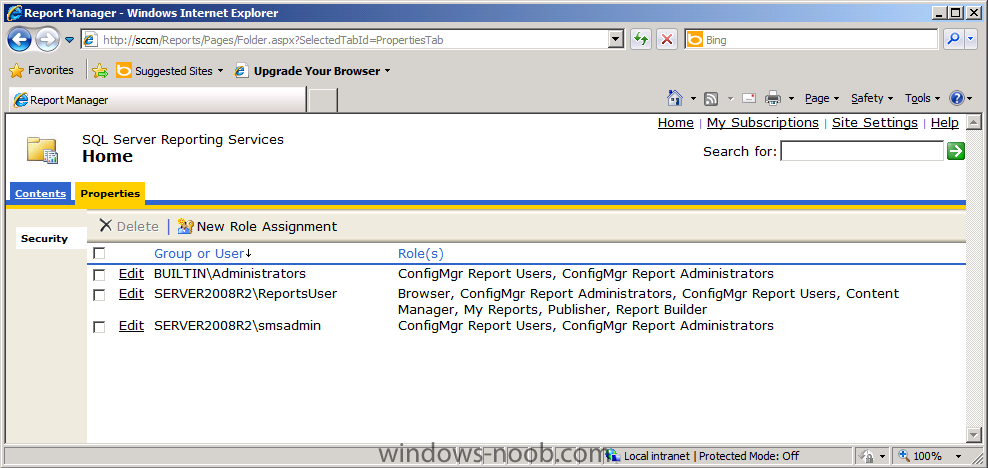 Report Manager - Windows Internet Explorer
http://sccm/Reports/Pages/Folder.aspx?SelectedTabId=PropertiesTab
Bing
Favorites
Suggested Sites
Upgrade Your Browser
Report Manager
Page
Safety
Tools
Home | My Subscriptions | Site Settings | Help
SQL Server Reporting Services
Home
Search for:
Contents
Properties
Delete | New Role Assignment
Security
Group or User↓ Role(s)
Edit BUILTIN\Administrators ConfigMgr Report Users, ConfigMgr Report Administrators
Edit SERVER2008R2\ReportsUser Browser, ConfigMgr Report Administrators, ConfigMgr Report Users, Content
Manager, My Reports, Publisher, Report Builder
Edit SERVER2008R2\smsadmin ConfigMgr Report Users, ConfigMgr Report Administrators
windows-noob.com
Local intranet | Protected Mode: Off
100%